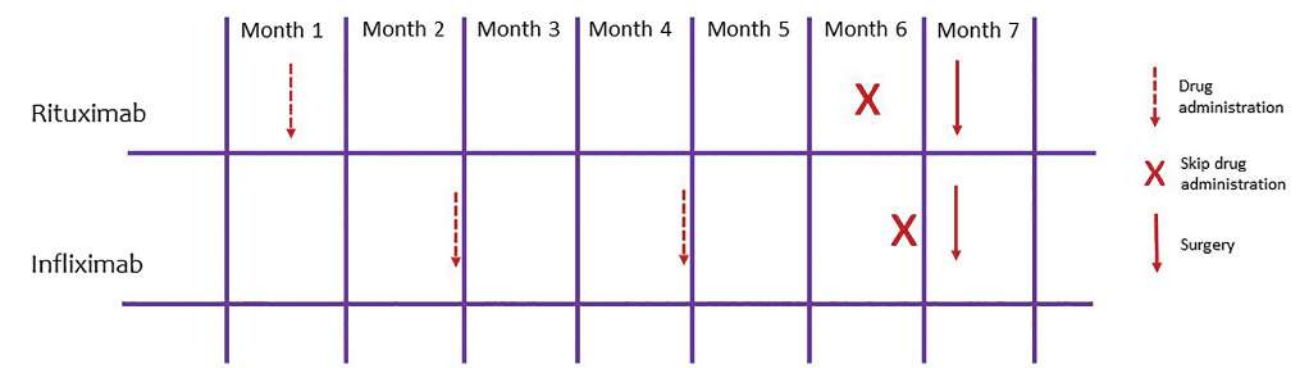 Month 1 Month 2 Month 3 Month 4 Month 5 Month 6 Month 7
Rituximab
X
Drug
administration
X
Skip drug
administration
Infliximab
X
Surgery